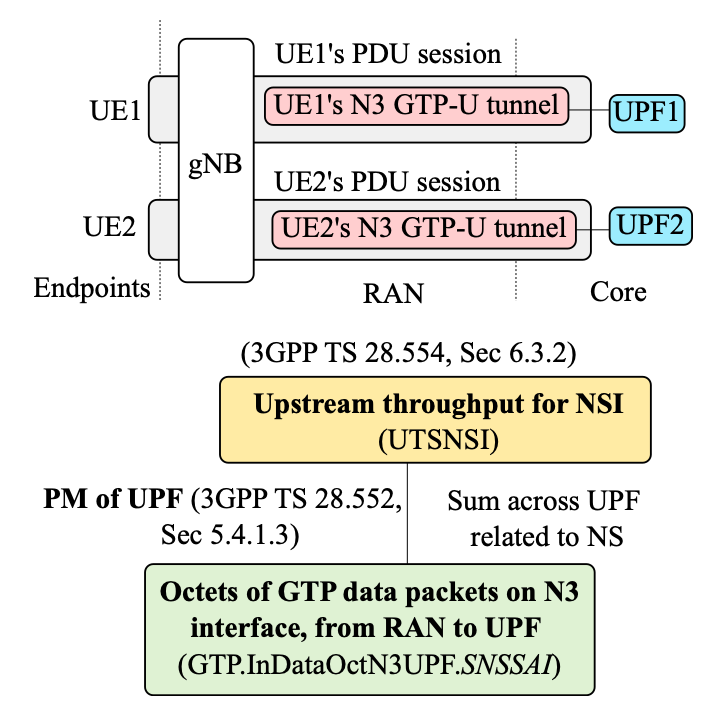 UE1's PDU session
UE1
UE1's N3 GTP-U tunnel
UPF1
gNB
UE2's PDU session
UE2
UE2's N3 GTP-U tunnel
UPF2
Endpoints
RAN
Core
(3GPP TS 28.554, Sec 6.3.2)
Upstream throughput for NSI
(UTSNSI)
PM of UPF (3GPP TS 28.552,
Sec 5.4.1.3)
Sum across UPF
related to NS
Octets of GTP data packets on N3
interface, from RAN to UPF
(GTP.InDataOctN3UPF.SNSSAI)